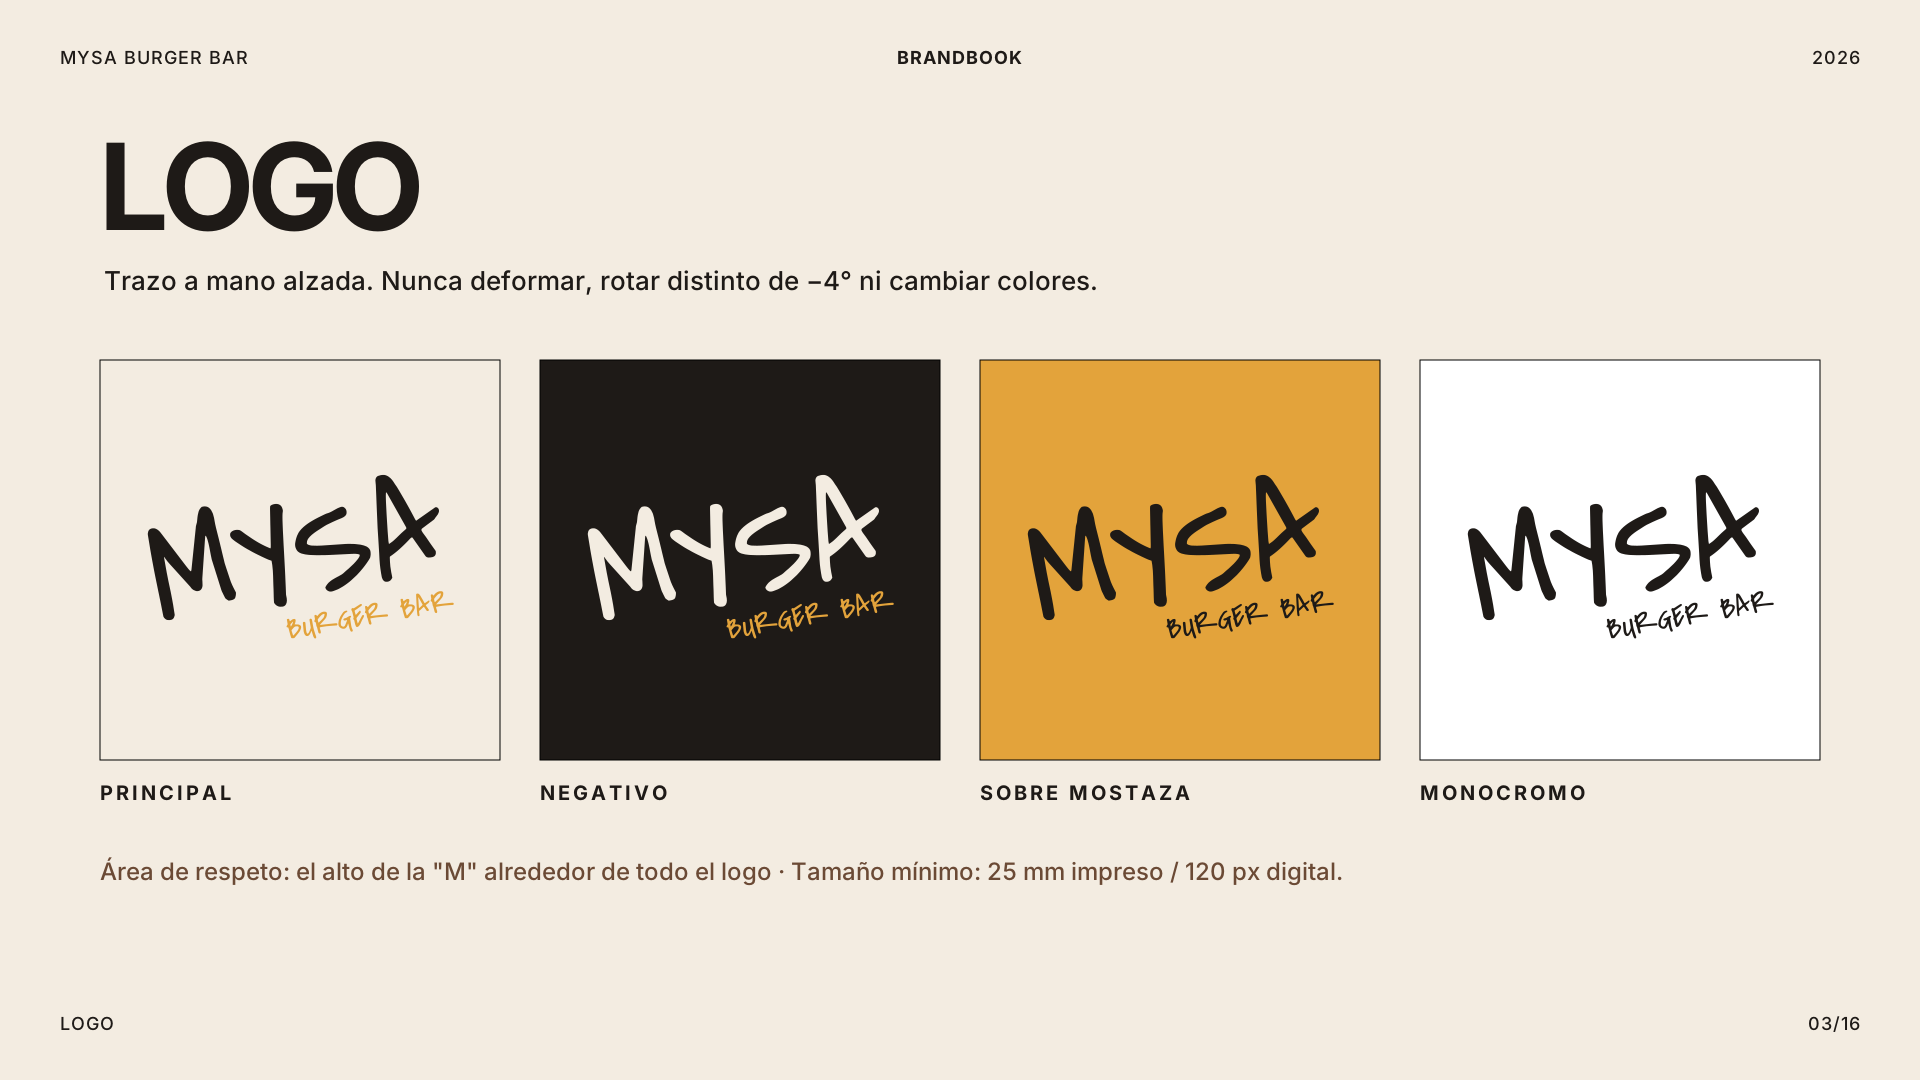 MYSA BURGER BAR
BRANDBOOK
2026
LOGO
Trazo a mano alzada. Nunca deformar, rotar distinto de −4° ni cambiar colores.
MYSA
BURGER BAR
MYSA
BURGER BAR
MYSA
BURGER BAR
MYSA
BURGER BAR
PRINCIPAL
NEGATIVO
SOBRE MOSTAZA
MONOCROMO
Área de respeto: el alto de la "M" alrededor de todo el logo · Tamaño mínimo: 25 mm impreso / 120 px digital.
LOGO
03/16